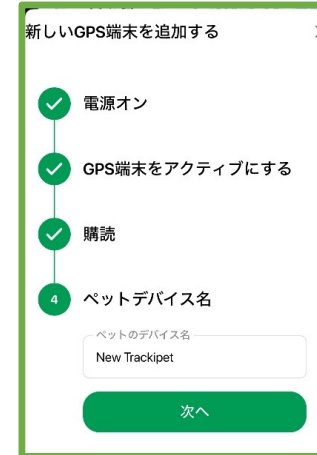 新しいGPS端末を追加する
電源オン
GPS端末をアクティブにする
購読
4
ペットデバイス名
ペットのデバイス名
New Trackipet
次へ